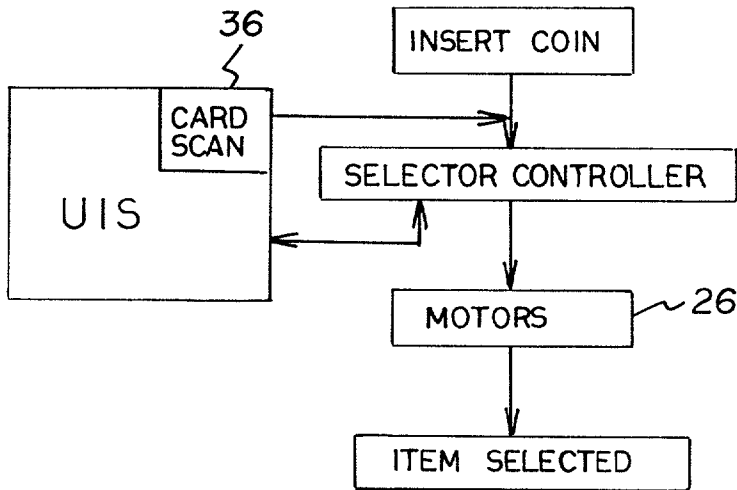 36
INSERT COIN
CARD
SCAN
SELECTOR CONTROLLER
UIS
MOTORS
26
ITEM SELECTED